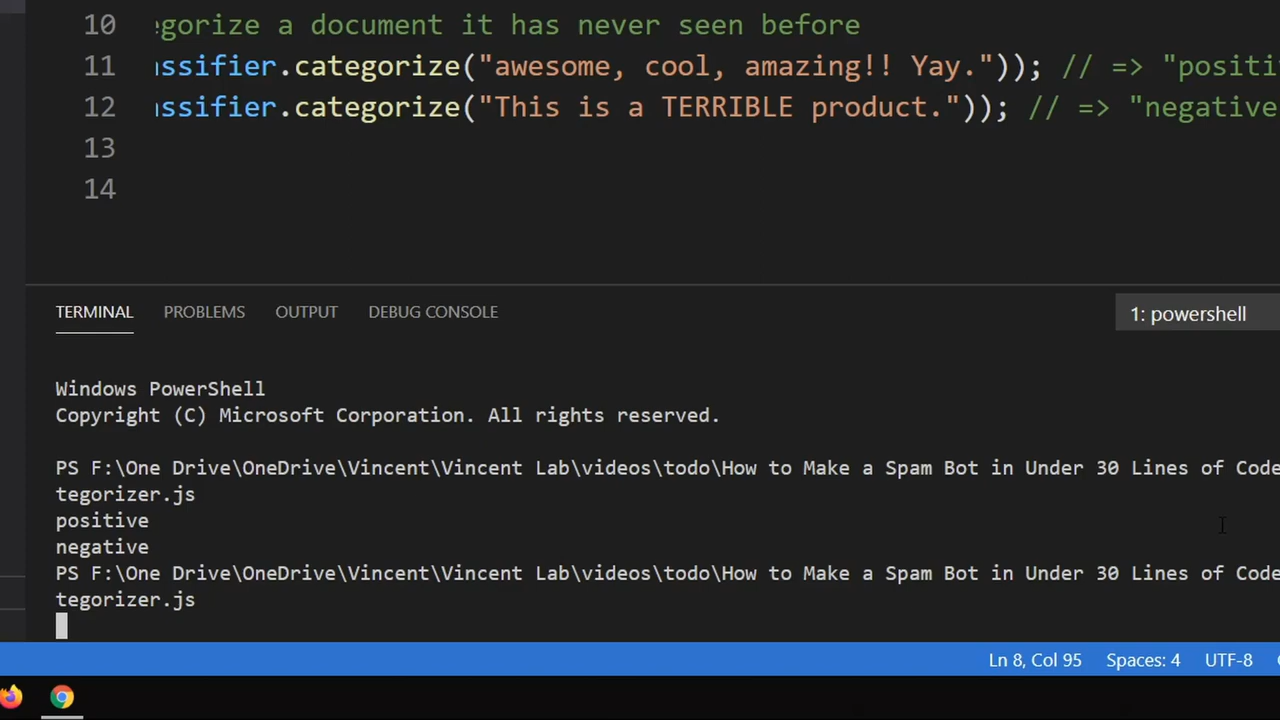 10 egorize a document it has never seen before
11 ssifier.categorize("awesome, cool, amazing!! Yay.")); // => "positi
12 ssifier.categorize("This is a TERRIBLE product.")); // => "negative
13
14
TERMINAL PROBLEMS OUTPUT DEBUG CONSOLE 1: powershell
Windows PowerShell
Copyright (C) Microsoft Corporation. All rights reserved.
PS F:\One Drive\OneDrive\Vincent\Vincent Lab\videos\todo\How to Make a Spam Bot in Under 30 Lines of Code
tegorizer.js
positive
negative
PS F:\One Drive\OneDrive\Vincent\Vincent Lab\videos\todo\How to Make a Spam Bot in Under 30 Lines of Code
tegorizer.js
Ln 8, Col 95 Spaces: 4 UTF-8